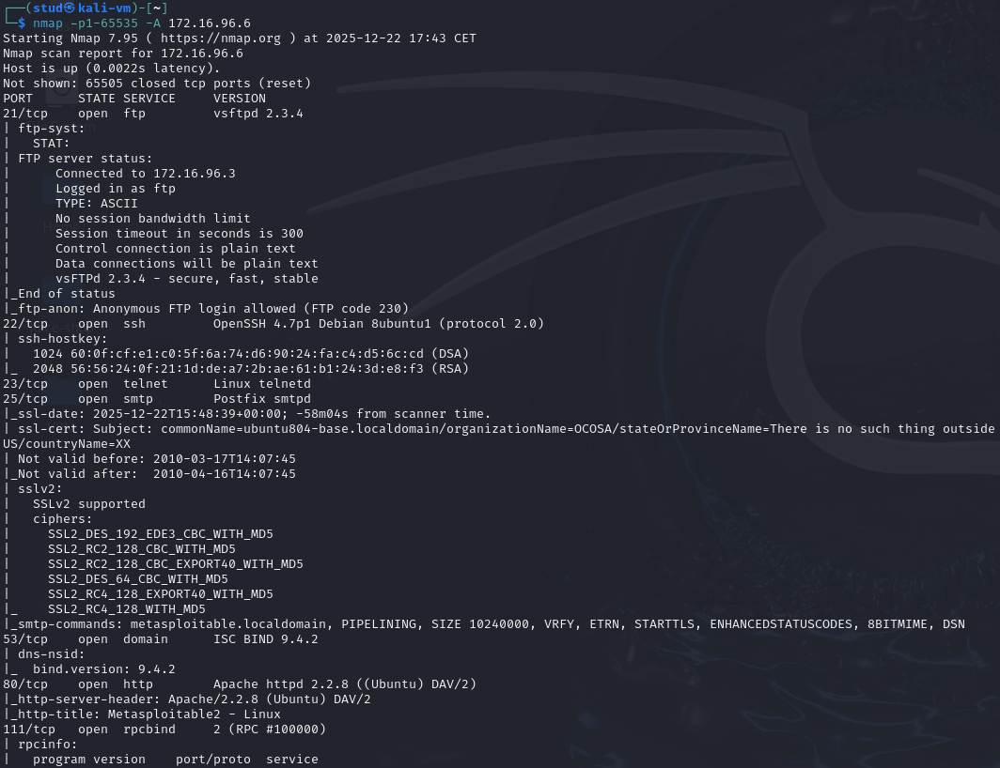 ┌──(stud㉿kali-vm)-[~]
└─$ nmap -p1-65535 -A 172.16.96.6
Starting Nmap 7.95 ( https://nmap.org ) at 2025-12-22 17:43 CET
Nmap scan report for 172.16.96.6
Host is up (0.0022s latency).
Not shown: 65505 closed tcp ports (reset)
PORT      STATE SERVICE     VERSION
21/tcp    open  ftp         vsftpd 2.3.4
| ftp-syst:
|   STAT:
| FTP server status:
|      Connected to 172.16.96.3
|      Logged in as ftp
|      TYPE: ASCII
|      No session bandwidth limit
|      Session timeout in seconds is 300
|      Control connection is plain text
|      Data connections will be plain text
|      vsFTPd 2.3.4 - secure, fast, stable
|_End of status
|_ftp-anon: Anonymous FTP login allowed (FTP code 230)
22/tcp    open  ssh         OpenSSH 4.7p1 Debian 8ubuntu1 (protocol 2.0)
| ssh-hostkey:
|   1024 60:0f:cf:e1:c0:5f:6a:74:d6:90:24:fa:c4:d5:6c:cd (DSA)
|_  2048 56:56:24:0f:21:1d:de:a7:2b:ae:61:b1:24:3d:e8:f3 (RSA)
23/tcp    open  telnet      Linux telnetd
25/tcp    open  smtp        Postfix smtpd
|_ssl-date: 2025-12-22T15:48:39+00:00; -58m04s from scanner time.
| ssl-cert: Subject: commonName=ubuntu804-base.localdomain/organizationName=OCOSA/stateOrProvinceName=There is no such thing outside
US/countryName=XX
| Not valid before: 2010-03-17T14:07:45
|_Not valid after:  2010-04-16T14:07:45
| sslv2:
|   SSLv2 supported
|   ciphers:
|     SSL2_DES_192_EDE3_CBC_WITH_MD5
|     SSL2_RC2_128_CBC_WITH_MD5
|     SSL2_RC2_128_CBC_EXPORT40_WITH_MD5
|     SSL2_DES_64_CBC_WITH_MD5
|     SSL2_RC4_128_EXPORT40_WITH_MD5
|_    SSL2_RC4_128_WITH_MD5
|_smtp-commands: metasploitable.localdomain, PIPELINING, SIZE 10240000, VRFY, ETRN, STARTTLS, ENHANCEDSTATUSCODES, 8BITMIME, DSN
53/tcp    open  domain      ISC BIND 9.4.2
| dns-nsid:
|_  bind.version: 9.4.2
80/tcp    open  http        Apache httpd 2.2.8 ((Ubuntu) DAV/2)
|_http-server-header: Apache/2.2.8 (Ubuntu) DAV/2
|_http-title: Metasploitable2 - Linux
111/tcp   open  rpcbind     2 (RPC #100000)
| rpcinfo:
|   program version    port/proto  service